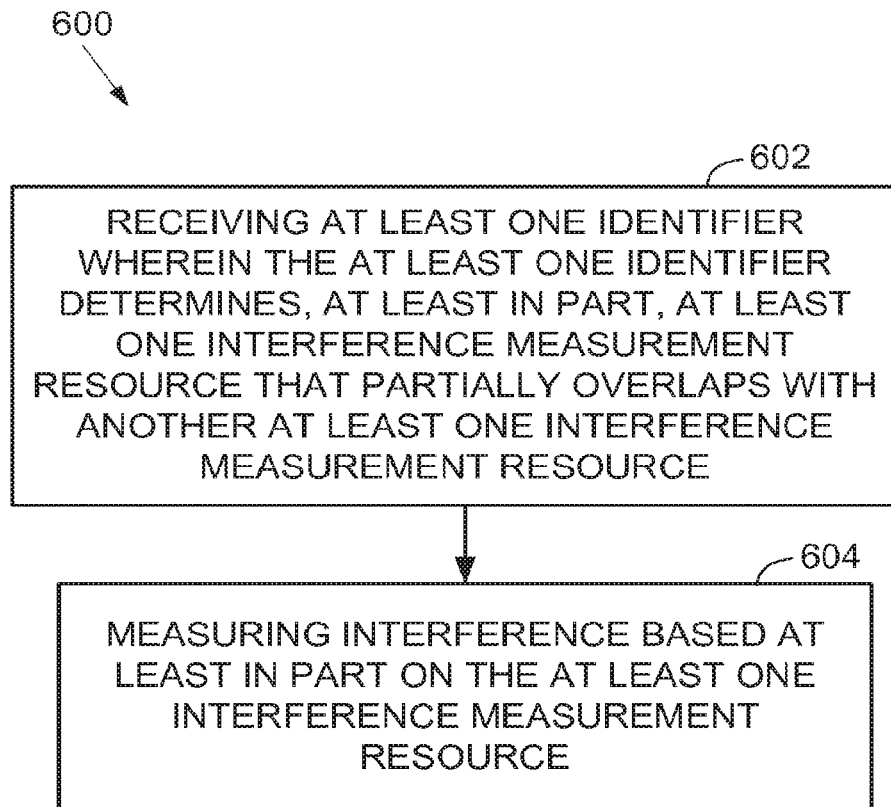 600
602
RECEIVING AT LEAST ONE IDENTIFIER
WHEREIN THE AT LEAST ONE IDENTIFIER
DETERMINES, AT LEAST IN PART, AT LEAST
ONE INTERFERENCE MEASUREMENT
RESOURCE THAT PARTIALLY OVERLAPS WITH
ANOTHER AT LEAST ONE INTERFERENCE
MEASUREMENT RESOURCE
604
MEASURING INTERFERENCE BASED AT
LEAST IN PART ON THE AT LEAST ONE
INTERFERENCE MEASUREMENT
RESOURCE